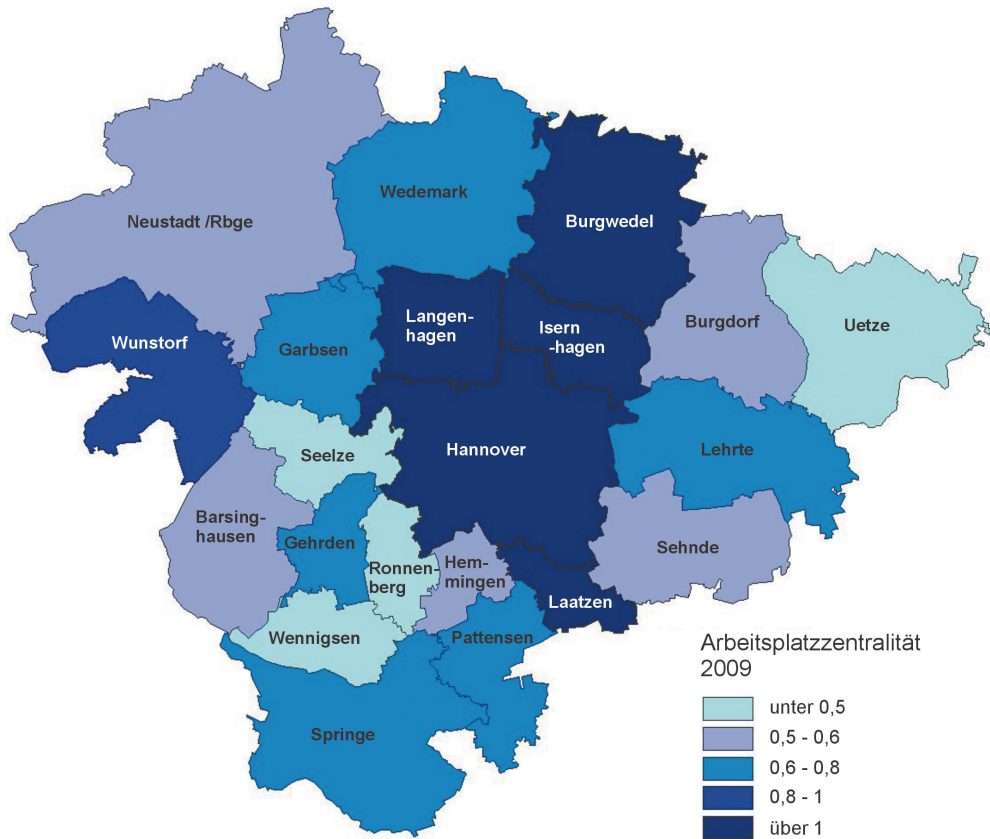 Wedemark
Neustadt /Rbge
Burgwedel
Langen-
hagen
Isern
-hagen
Burgdorf
Uetze
Wunstorf
Garbsen
Hannover
Lehrte
Seelze
Barsing-
hausen
Gehrden
Ronnen-
berg
Hem-
mingen
Sehnde
Laatzen
Wennigsen
Pattensen
Springe
Arbeitsplatzzentralität
2009
unter 0,5
0,5 - 0,6
0,6 - 0,8
0,8 - 1
über 1